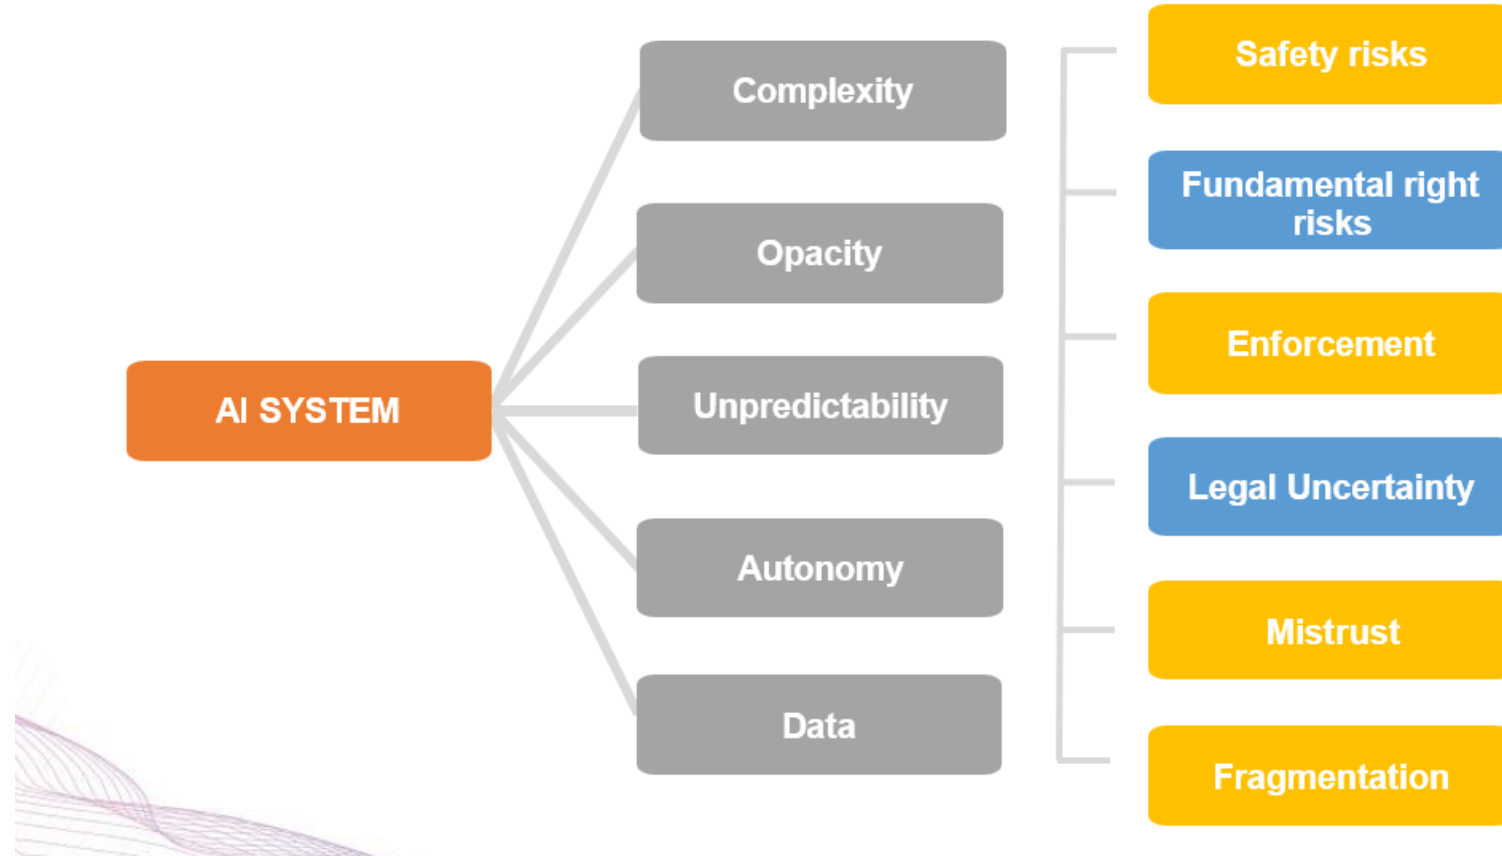 AI SYSTEM
Complexity
Opacity
Unpredictability
Autonomy
Data
Safety risks
Fundamental right
risks
Enforcement
Legal Uncertainty
Mistrust
Fragmentation